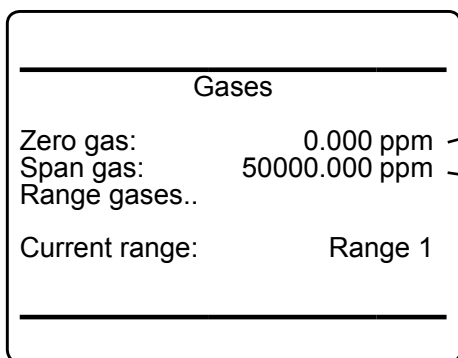 Gases
Zero gas: 0.000 ppm
Span gas: 50000.000 ppm
Range gases..
Current range: Range 1